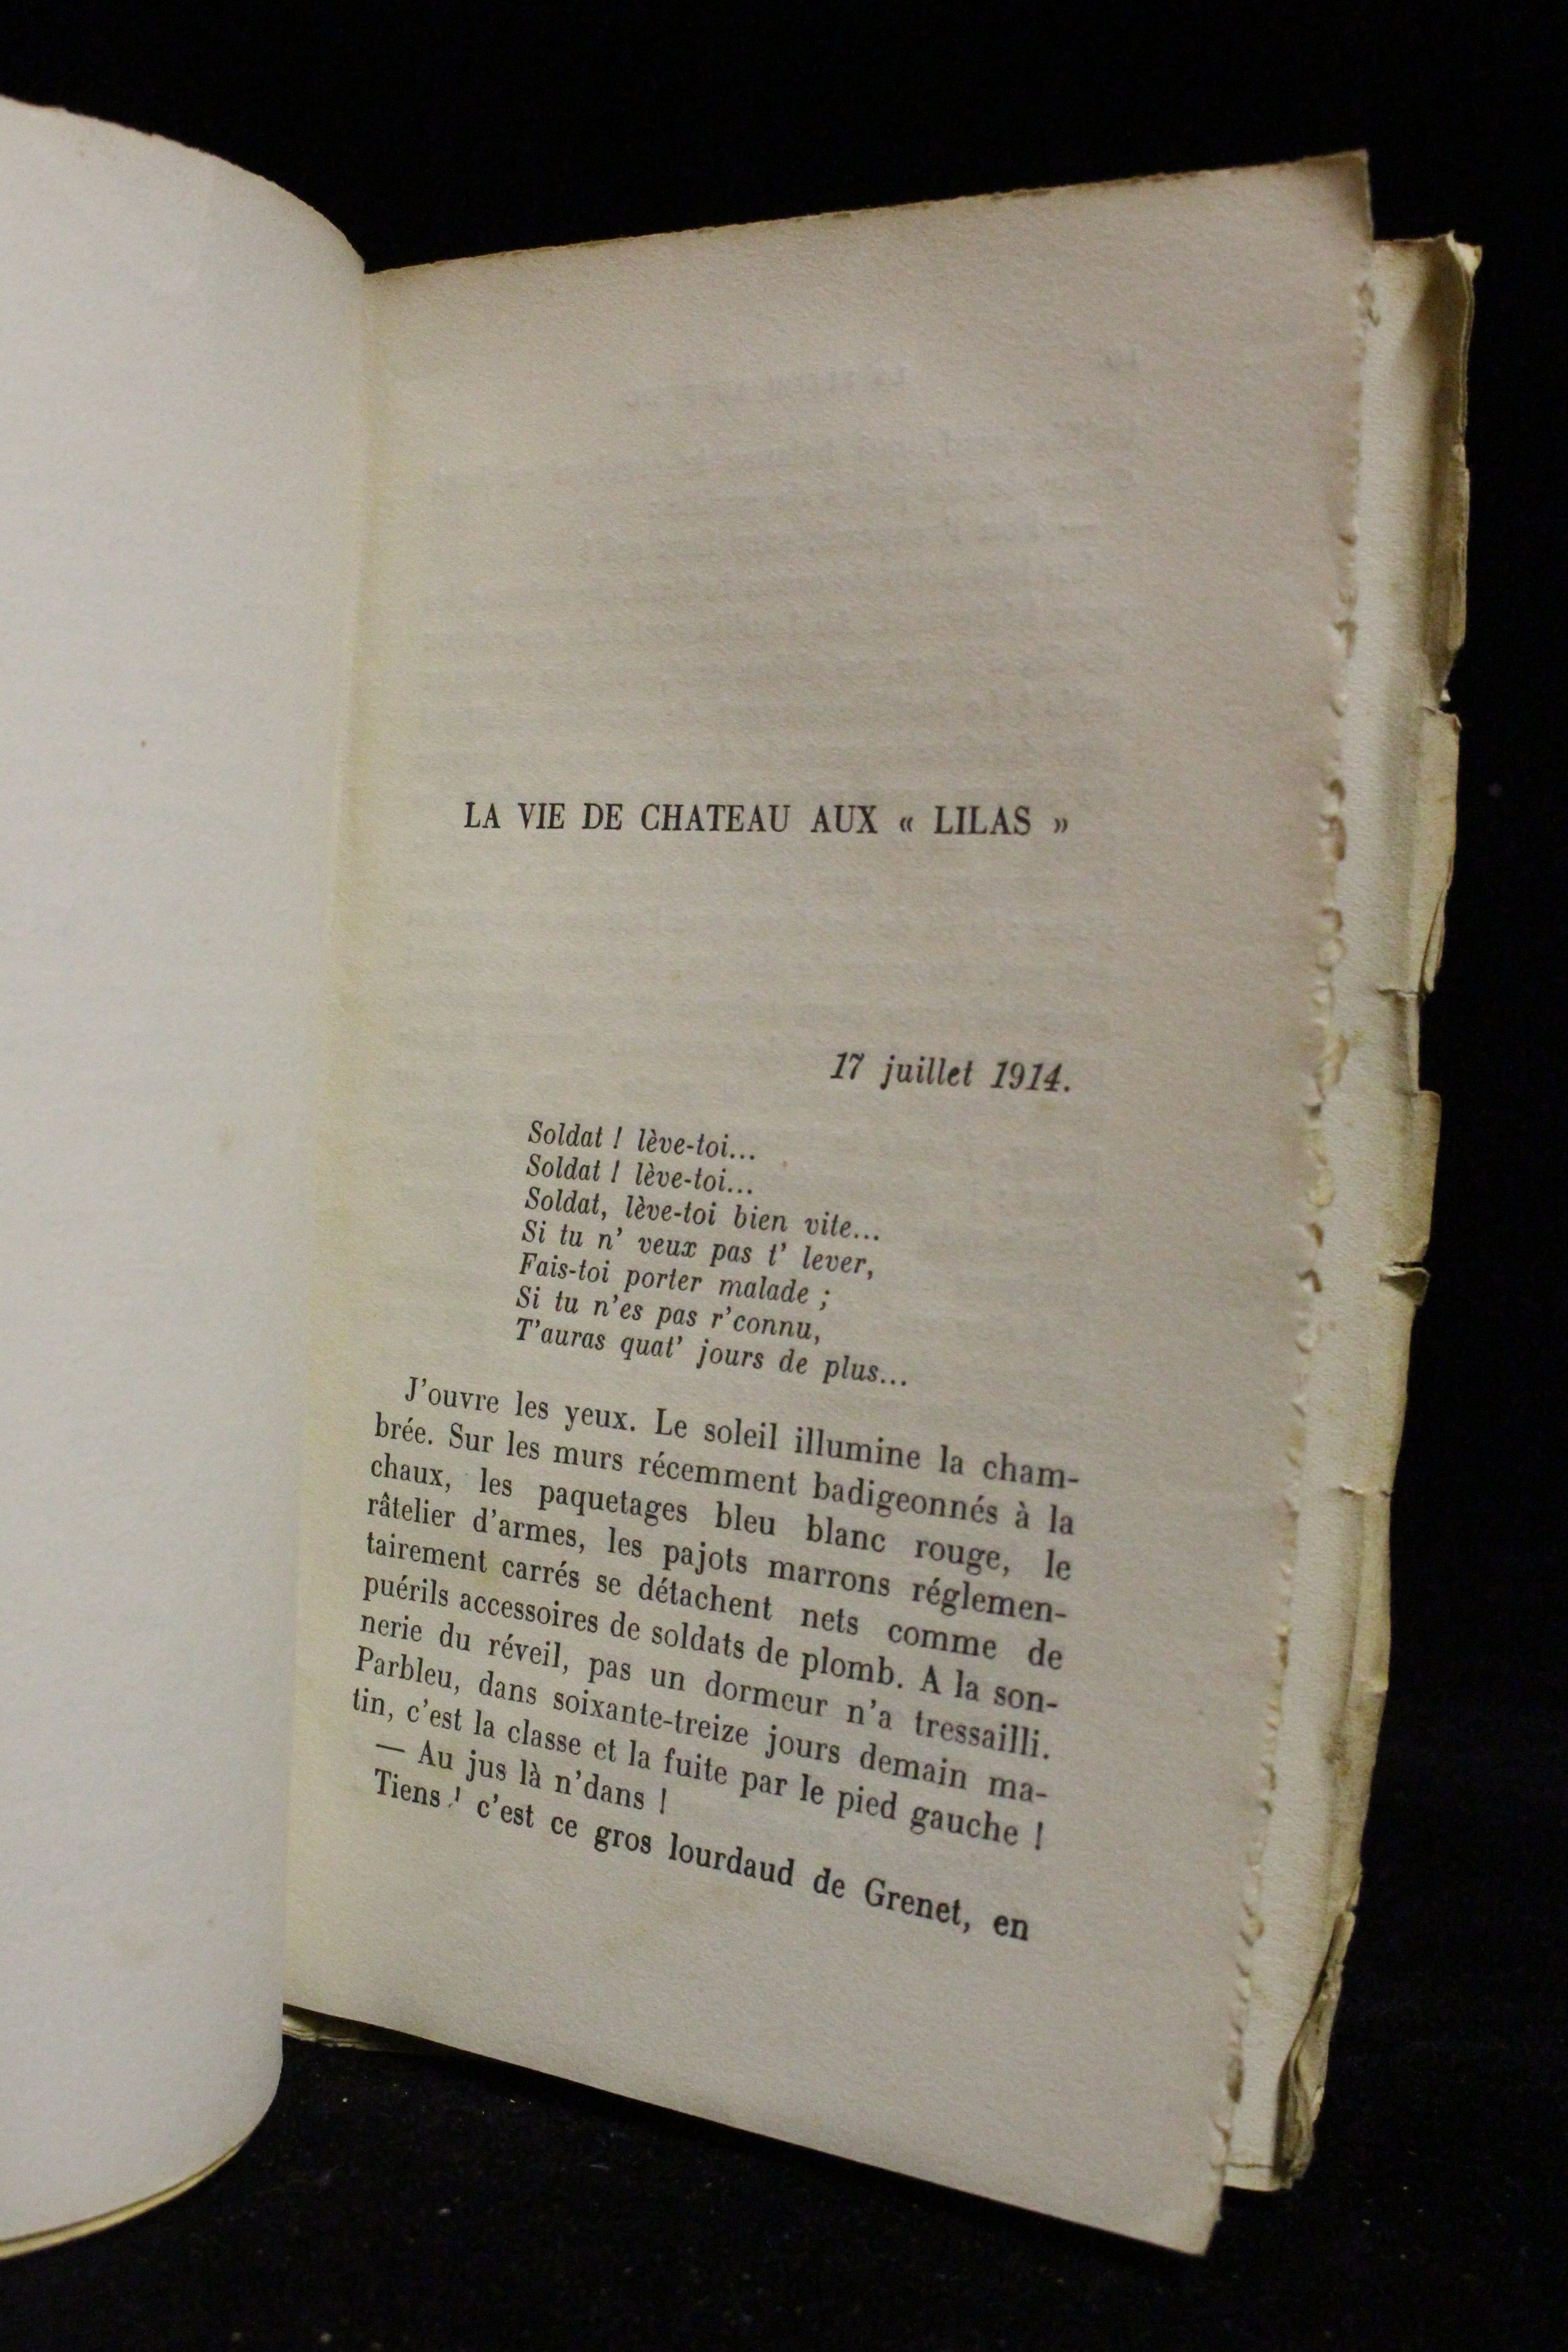 LA VIE DE CHATEAU AUX « LILAS »
17 juillet 1914.
Soldat ! lève-toi...
Soldat ! lève-toi...
Soldat, lève-toi bien vite...
Si tu n' veux pas t' lever,
Fais-toi porter malade ;
Si tu n'es pas r'connu,
T'auras quat' jours de plus...
J'ouvre les yeux. Le soleil illumine la cham-
brée. Sur les murs récemment badigeonnés à la
chaux, les paquetages bleu blanc rouge, le
râtelier d'armes, les pajots marrons réglemen-
tairement carrés se détachent nets comme de
puérils accessoires de soldats de plomb. A la son-
nerie du réveil, pas un dormeur n'a tressailli.
Parbleu, dans soixante-treize jours demain ma-
tin, c'est la classe et la fuite par le pied gauche !
— Au jus là n'dans !
Tiens ! c'est ce gros lourdaud de Grenet, en